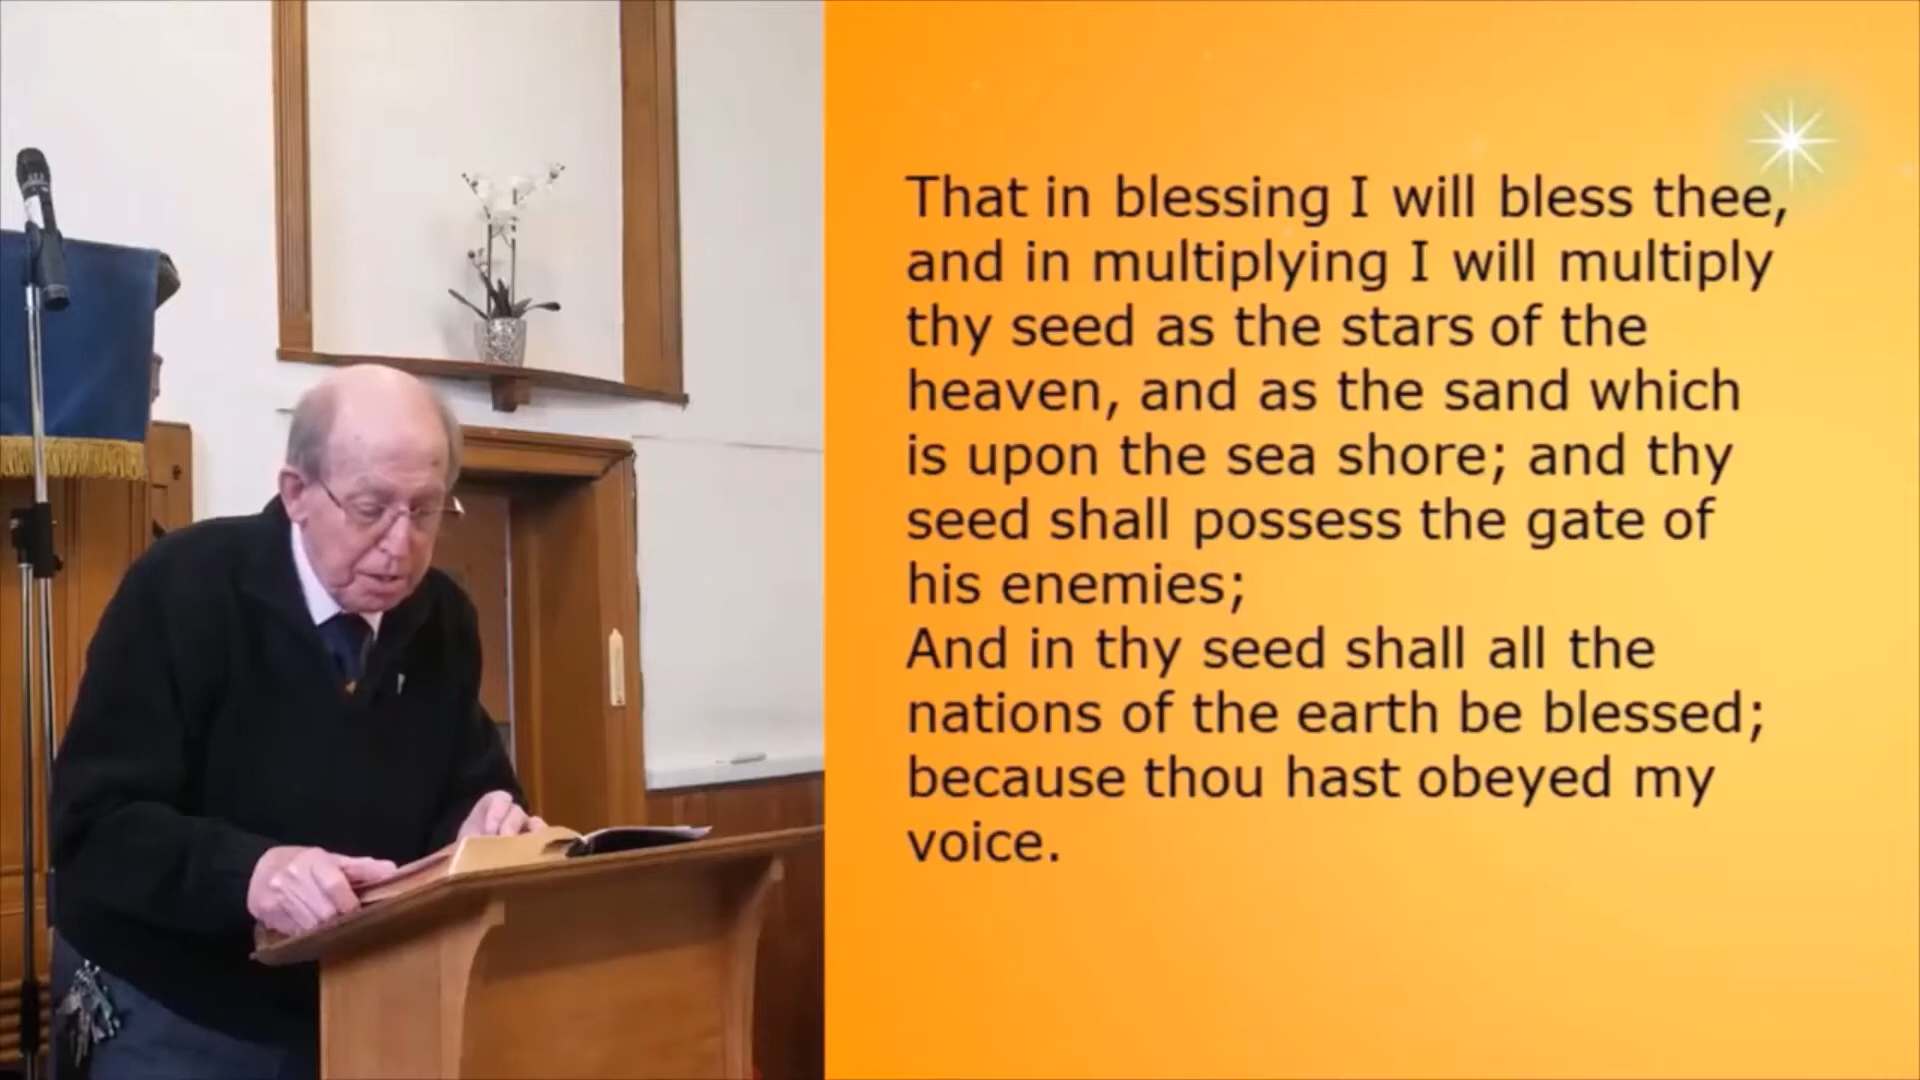 That in blessing I will bless thee,
and in multiplying I will multiply
thy seed as the stars of the
heaven, and as the sand which
is upon the sea shore; and thy
seed shall possess the gate of
his enemies;
And in thy seed shall all the
nations of the earth be blessed;
because thou hast obeyed my
voice.